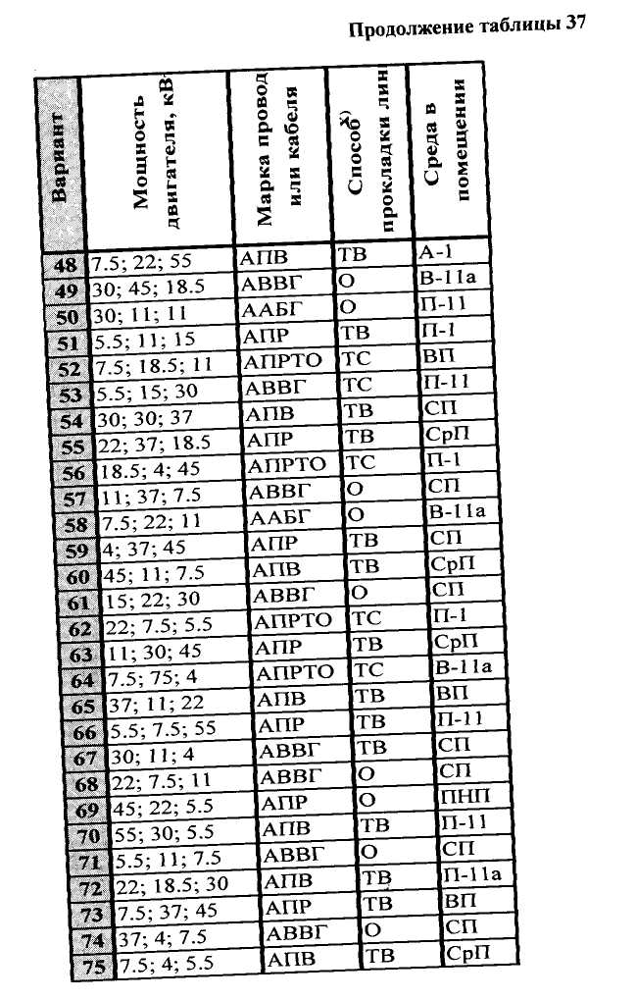 Продолжение таблицы 37
Вариант Мощность двигателя, кВ Марка провод или кабеля Способ х) прокладки лин Среда в помещении
48 7.5; 22; 55 АПВ ТВ А-1
49 30; 45; 18.5 АВВГ О В-11а
50 30; 11; 11 ААБГ О П-11
51 5.5; 11; 15 АПР ТВ П-1
52 7.5; 18.5; 11 АПРТО ТС ВП
53 5.5; 15; 30 АВВГ ТС П-11
54 30; 30; 37 АПВ ТВ СП
55 22; 37; 18.5 АПР ТВ СрП
56 18.5; 4; 45 АПРТО ТС П-1
57 11; 37; 7.5 АВВГ О СП
58 7.5; 22; 11 ААБГ О В-11а
59 4; 37; 45 АПР ТВ СП
60 45; 11; 7.5 АПВ ТВ СрП
61 15; 22; 30 АВВГ О СП
62 22; 7.5; 5.5 АПРТО ТС П-1
63 11; 30; 45 АПР ТВ СрП
64 7.5; 75; 4 АПРТО ТС В-11а
65 37; 11; 22 АПВ ТВ ВП
66 5.5; 7.5; 55 АПР ТВ П-11
67 30; 11; 4 АВВГ ТВ СП
68 22; 7.5; 11 АВВГ О СП
69 45; 22; 5.5 АПР О ПНП
70 55; 30; 5.5 АПВ ТВ П-11
71 5.5; 11; 7.5 АВВГ О СП
72 22; 18.5; 30 АПВ ТВ П-11а
73 7.5; 37; 45 АПР ТВ ВП
74 37; 4; 7.5 АВВГ О СП
75 7.5; 4; 5.5 АПВ ТВ СрП